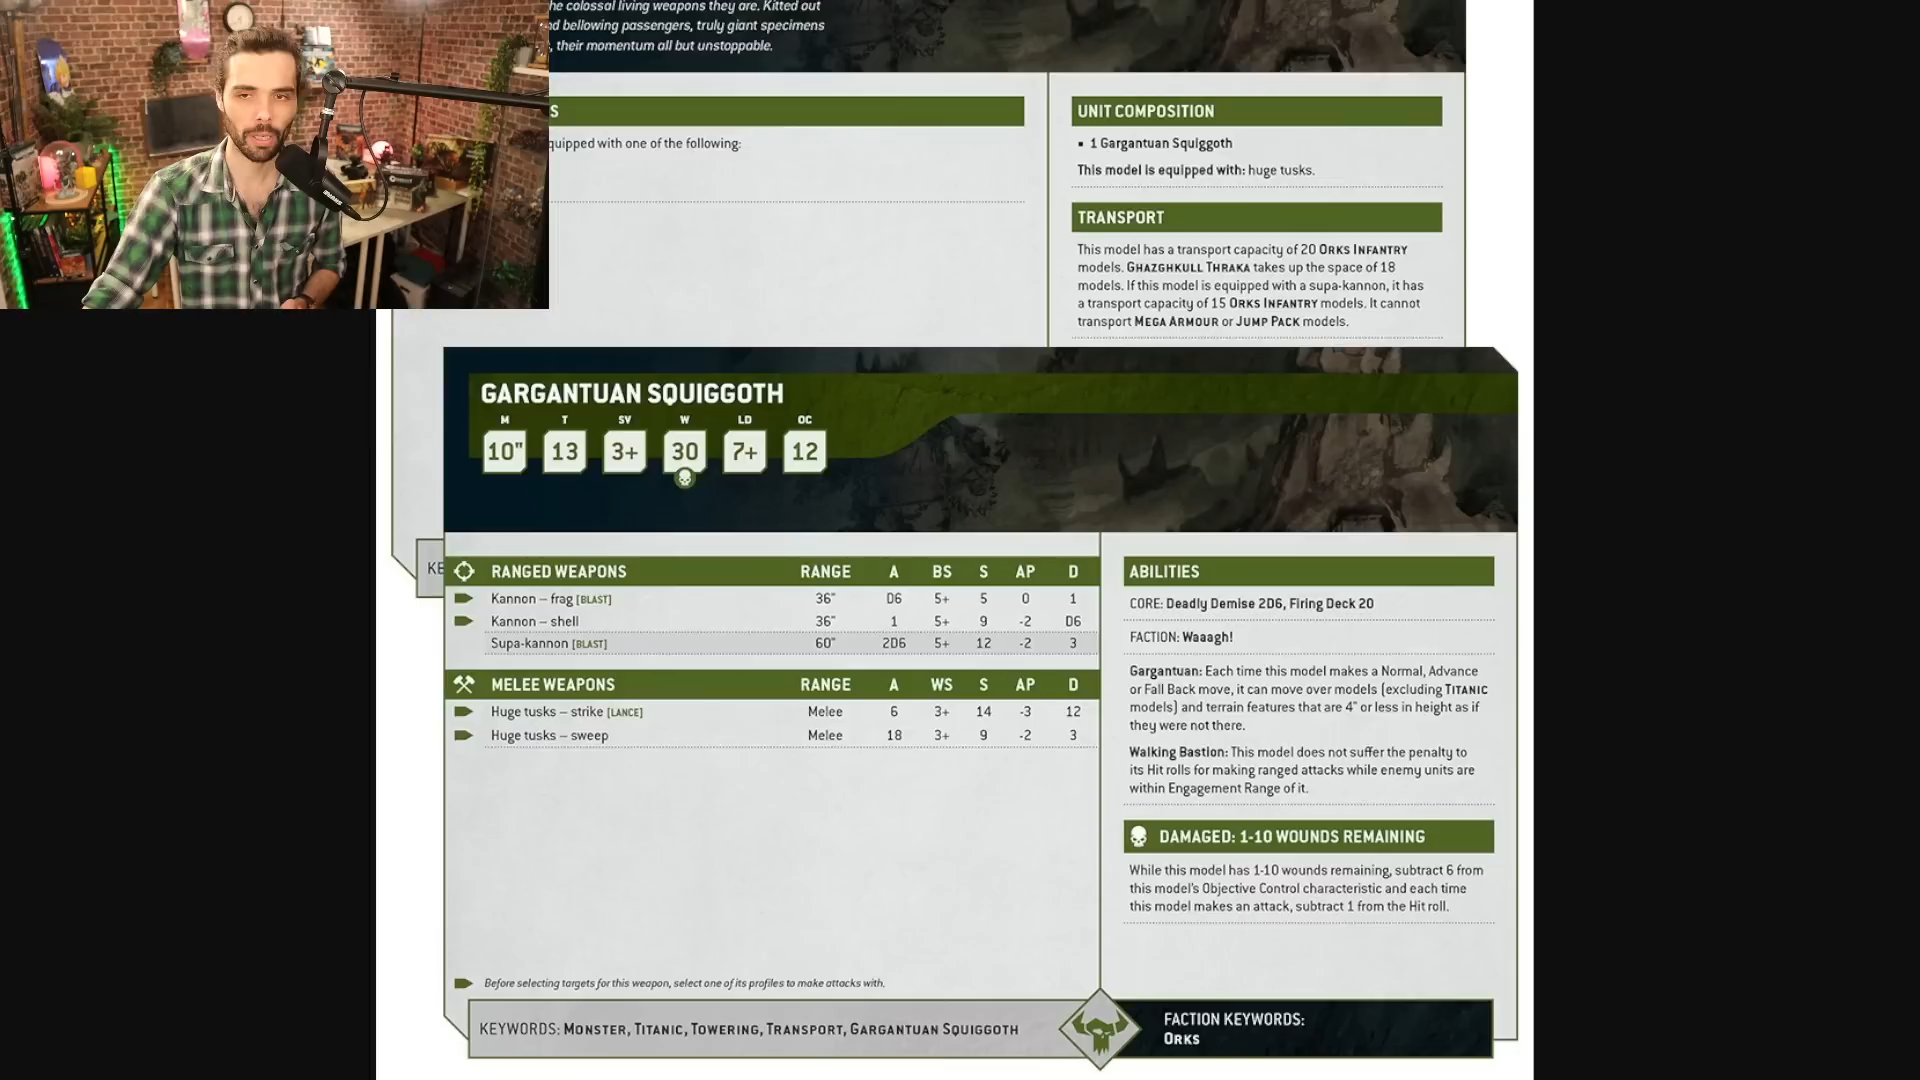 he colossal living weapons they are. Kitted out
d bellowing passengers, truly giant specimens
, their momentum all but unstoppable.
S
quipped with one of the following:
UNIT COMPOSITION
▪ 1 Gargantuan Squiggoth
This model is equipped with: huge tusks.
TRANSPORT
This model has a transport capacity of 20 ORKS INFANTRY
models. GHAZGHKULL THRAKA takes up the space of 18
models. If this model is equipped with a supa-kannon, it has
a transport capacity of 15 ORKS INFANTRY models. It cannot
transport MEGA ARMOUR or JUMP PACK models.
KE
GARGANTUAN SQUIGGOTH
M T SV W LD OC
10" 13 3+ 30 7+ 12
RANGED WEAPONS RANGE A BS S AP D
Kannon – frag [BLAST] 36" D6 5+ 5 0 1
Kannon – shell 36" 1 5+ 9 -2 D6
Supa-kannon [BLAST] 60" 2D6 5+ 12 -2 3
MELEE WEAPONS RANGE A WS S AP D
Huge tusks – strike [LANCE] Melee 6 3+ 14 -3 12
Huge tusks – sweep Melee 18 3+ 9 -2 3
Before selecting targets for this weapon, select one of its profiles to make attacks with.
ABILITIES
CORE: Deadly Demise 2D6, Firing Deck 20
FACTION: Waaagh!
Gargantuan: Each time this model makes a Normal, Advance
or Fall Back move, it can move over models (excluding TITANIC
models) and terrain features that are 4" or less in height as if
they were not there.
Walking Bastion: This model does not suffer the penalty to
its Hit rolls for making ranged attacks while enemy units are
within Engagement Range of it.
DAMAGED: 1-10 WOUNDS REMAINING
While this model has 1-10 wounds remaining, subtract 6 from
this model's Objective Control characteristic and each time
this model makes an attack, subtract 1 from the Hit roll.
KEYWORDS: MONSTER, TITANIC, TOWERING, TRANSPORT, GARGANTUAN SQUIGGOTH
FACTION KEYWORDS:
ORKS